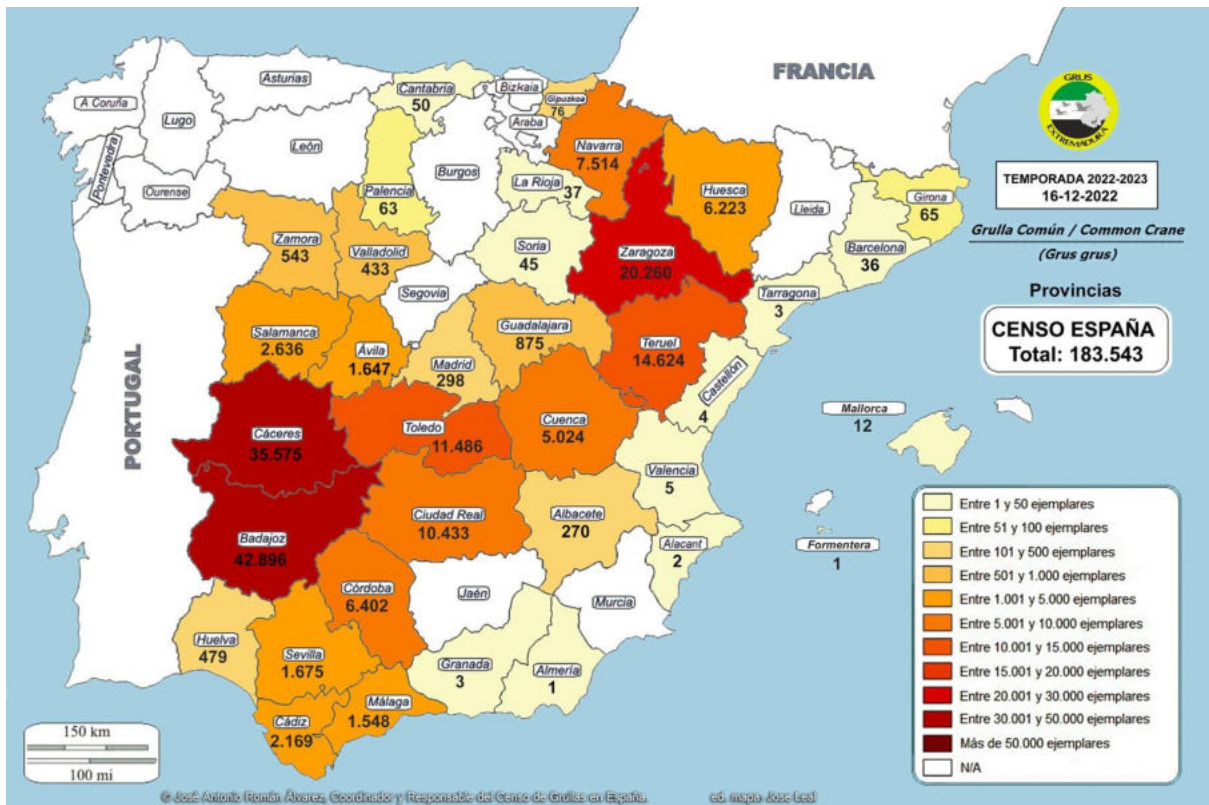 FRANCIA
PORTUGAL
A Coruña
Lugo
Asturias
Cantabria
50
Bizkaia
Gipuzkoa
76
Araba
Pontevedra
Ourense
León
Palencia
63
Burgos
Navarra
7.514
La Rioja
37
Huesca
6.223
Lleida
Girona
65
Barcelona
36
Zamora
543
Valladolid
433
Soria
45
Zaragoza
20.260
Tarragona
3
Segovia
Salamanca
2.636
Ávila
1.647
Madrid
298
Guadalajara
875
Teruel
14.624
Castellón
4
Cáceres
35.575
Toledo
11.486
Cuenca
5.024
Valencia
5
Mallorca
12
Badajoz
42.896
Ciudad Real
10.433
Albacete
270
Alacant
2
Formentera
1
Córdoba
6.402
Jaén
Murcia
Huelva
479
Sevilla
1.675
Granada
3
Almería
1
Cádiz
2.169
Málaga
1.548
GRUS
EXTREMADURA
TEMPORADA 2022-2023
16-12-2022
Grulla Común / Common Crane
(Grus grus)
Provincias
CENSO ESPAÑA
Total: 183.543
Entre 1 y 50 ejemplares
Entre 51 y 100 ejemplares
Entre 101 y 500 ejemplares
Entre 501 y 1.000 ejemplares
Entre 1.001 y 5.000 ejemplares
Entre 5.001 y 10.000 ejemplares
Entre 10.001 y 15.000 ejemplares
Entre 15.001 y 20.000 ejemplares
Entre 20.001 y 30.000 ejemplares
Entre 30.001 y 50.000 ejemplares
Más de 50.000 ejemplares
N/A
150 km
100 mi
© José Antonio Román Álvarez, Coordinador y Responsable del Censo de Grullas en España. ed. mapa: Jose Leal